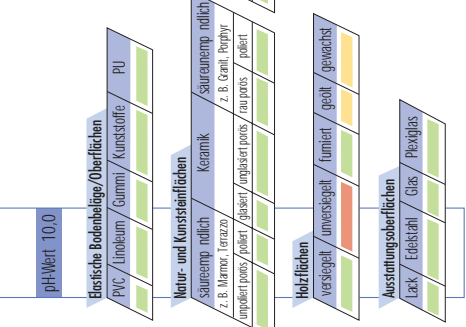 pH-Wert 10,0
Elastische Bodenbeläge/Oberflächen
PVC Linoleum Gummi Kunststoffe PU
Natur- und Kunststeinflächen
säureemp ndlich Keramik säureunemp ndlich
z. B. Marmor, Terrazzo z. B. Granit, Porphyr
unpoliert porös poliert glasiert unglasiert porös rau porös poliert
Holzflächen
versiegelt unversiegelt furniert geölt gewachst
Ausstattungsoberflächen
Lack Edelstahl Glas Plexiglas